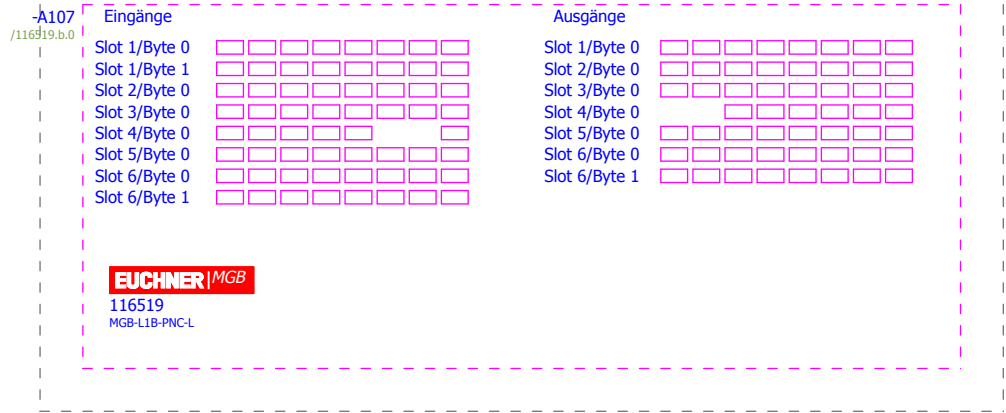 -A107
/116519.b.0
Eingänge
Slot 1/Byte 0
Slot 1/Byte 1
Slot 2/Byte 0
Slot 3/Byte 0
Slot 4/Byte 0
Slot 5/Byte 0
Slot 6/Byte 0
Slot 6/Byte 1
Ausgänge
Slot 1/Byte 0
Slot 2/Byte 0
Slot 3/Byte 0
Slot 4/Byte 0
Slot 5/Byte 0
Slot 6/Byte 0
Slot 6/Byte 1
EUCHNER|MGB
116519
MGB-L1B-PNC-L